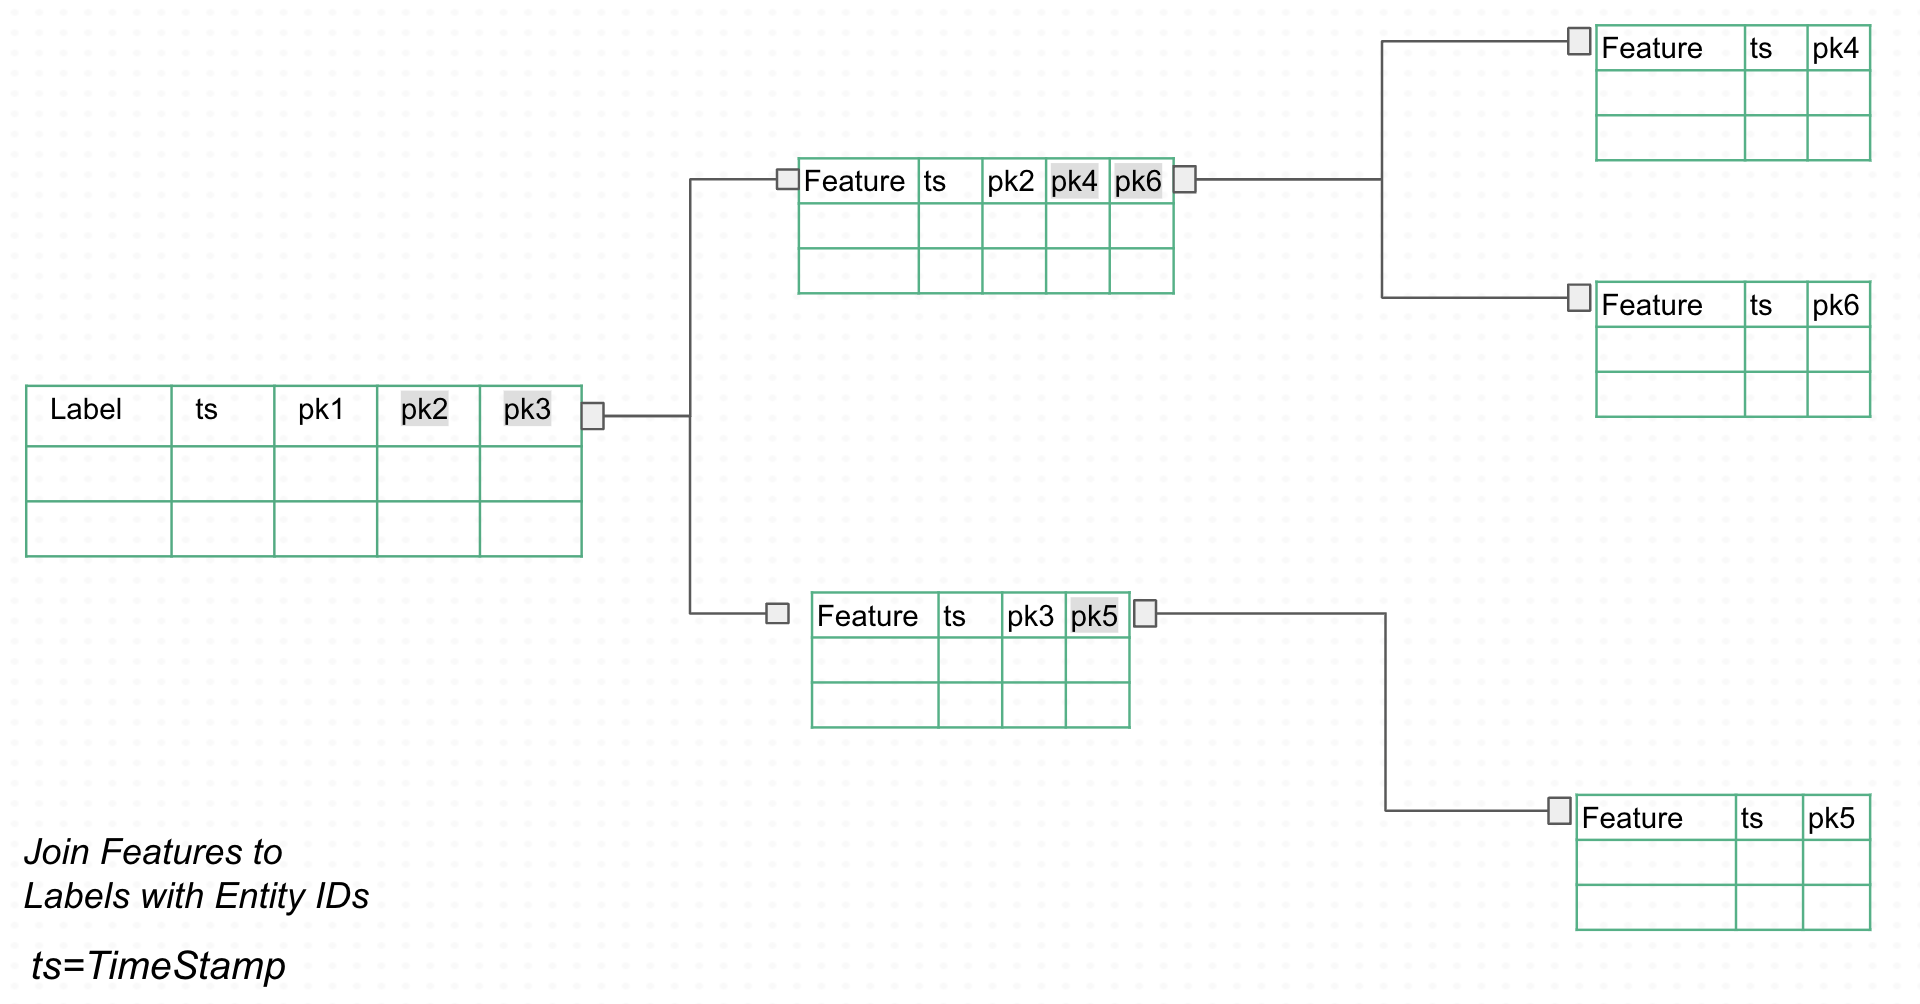 Feature ts pk4
Feature ts pk2 pk4 pk6
Feature ts pk6
Label ts pk1 pk2 pk3
Feature ts pk3 pk5
Feature ts pk5
Join Features to
Labels with Entity IDs
ts=TimeStamp